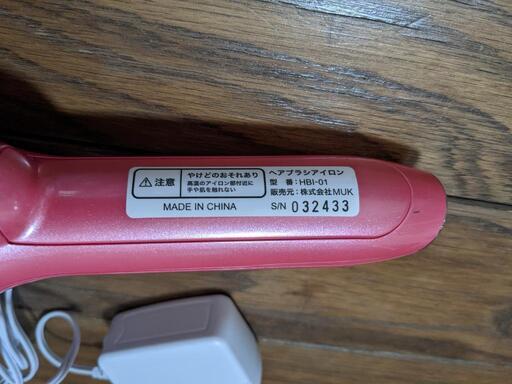 ⚠ 注意
やけどのおそれあり
高温のアイロン部付近に
手や肌を触れない
MADE IN CHINA
ヘアブラシアイロン
型 番:HBI-01
販売元:株式会社MUK
S/N 032433